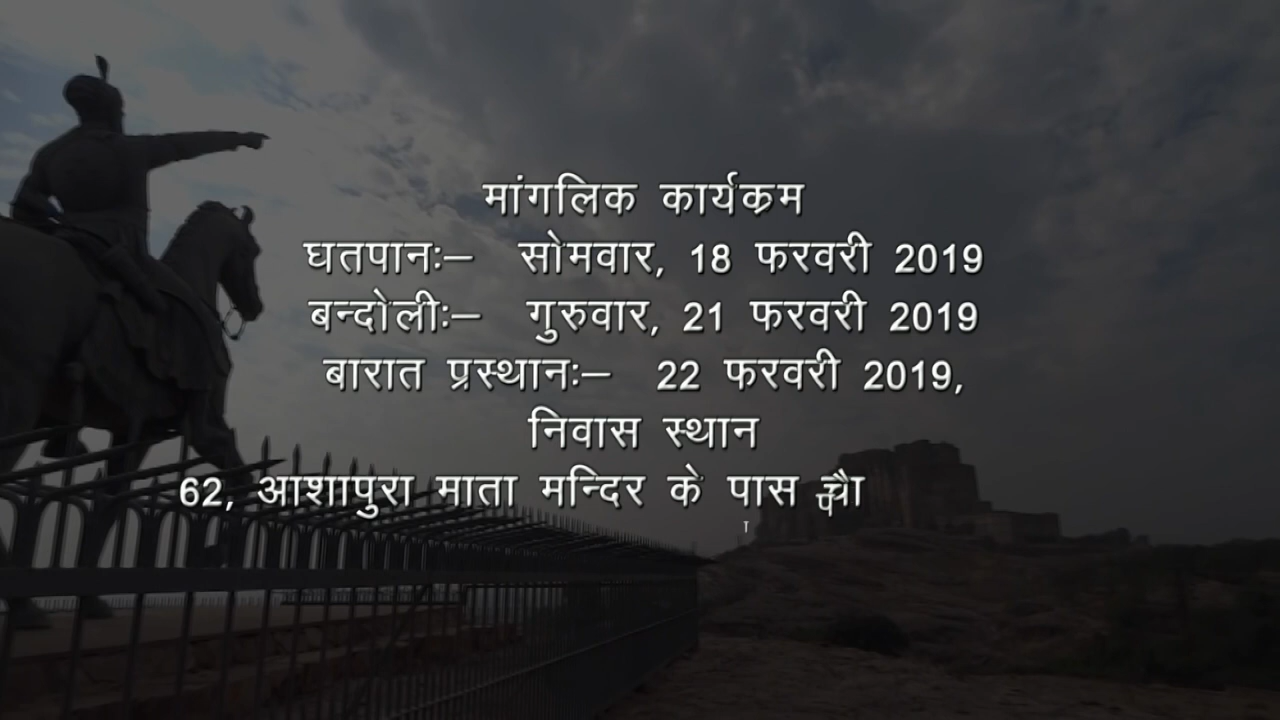 मांगलिक कार्यक्रम
घतपानः– सोमवार, 18 फरवरी 2019
बन्दोलीः– गुरुवार, 21 फरवरी 2019
बारात प्रस्थानः– 22 फरवरी 2019,
निवास स्थान
62, आशापुरा माता मन्दिर के पास